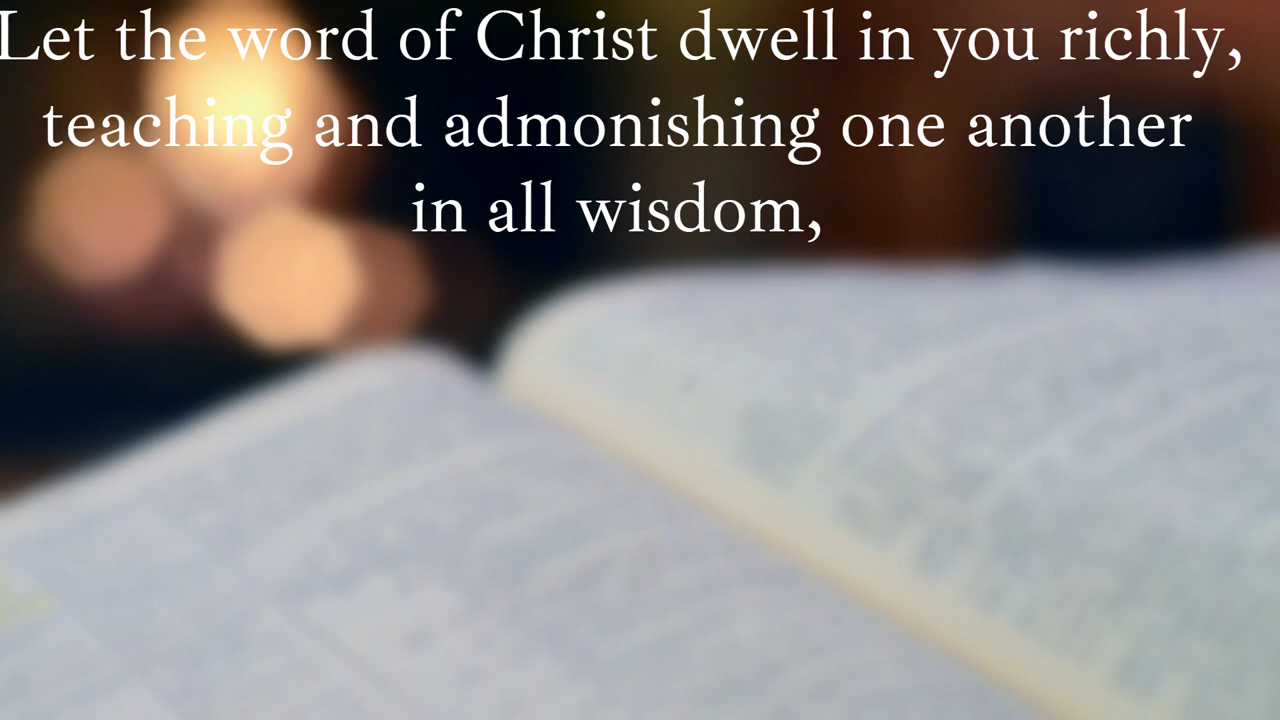 Let the word of Christ dwell in you richly,
teaching and admonishing one another
in all wisdom,